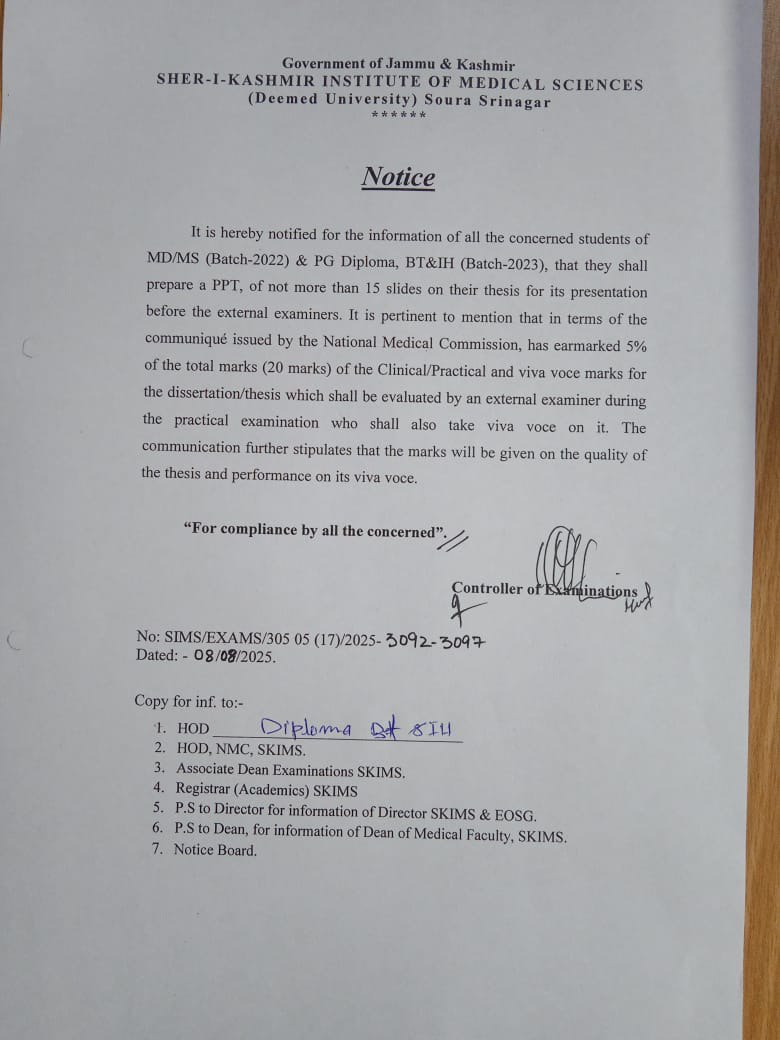 Government of Jammu & Kashmir
SHER-I-KASHMIR INSTITUTE OF MEDICAL SCIENCES
(Deemed University) Soura Srinagar
******
Notice
It is hereby notified for the information of all the concerned students of
MD/MS (Batch-2022) & PG Diploma, BT&IH (Batch-2023), that they shall
prepare a PPT, of not more than 15 slides on their thesis for its presentation
before the external examiners. It is pertinent to mention that in terms of the
communiqué issued by the National Medical Commission, has earmarked 5%
of the total marks (20 marks) of the Clinical/Practical and viva voce marks for
the dissertation/thesis which shall be evaluated by an external examiner during
the practical examination who shall also take viva voce on it. The
communication further stipulates that the marks will be given on the quality of
the thesis and performance on its viva voce.
“For compliance by all the concerned”.
Controller of Examinations
No: SIMS/EXAMS/305 05 (17)/2025- 3092-3097
Dated: - 08/08/2025.
Copy for inf. to:-
1. HOD Diploma &IH
2. HOD, NMC, SKIMS.
3. Associate Dean Examinations SKIMS.
4. Registrar (Academics) SKIMS
5. P.S to Director for information of Director SKIMS & EOSG.
6. P.S to Dean, for information of Dean of Medical Faculty, SKIMS.
7. Notice Board.